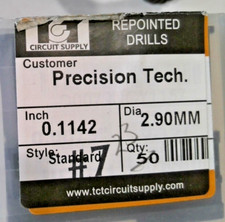 TCT REPOINTED
CIRCUIT SUPPLY DRILLS
Customer
Precision Tech.
Inch Dia
0.1142 2.90MM
Style: Qty:
Standard 50
#7 23
www.tctcircuitsupply.com